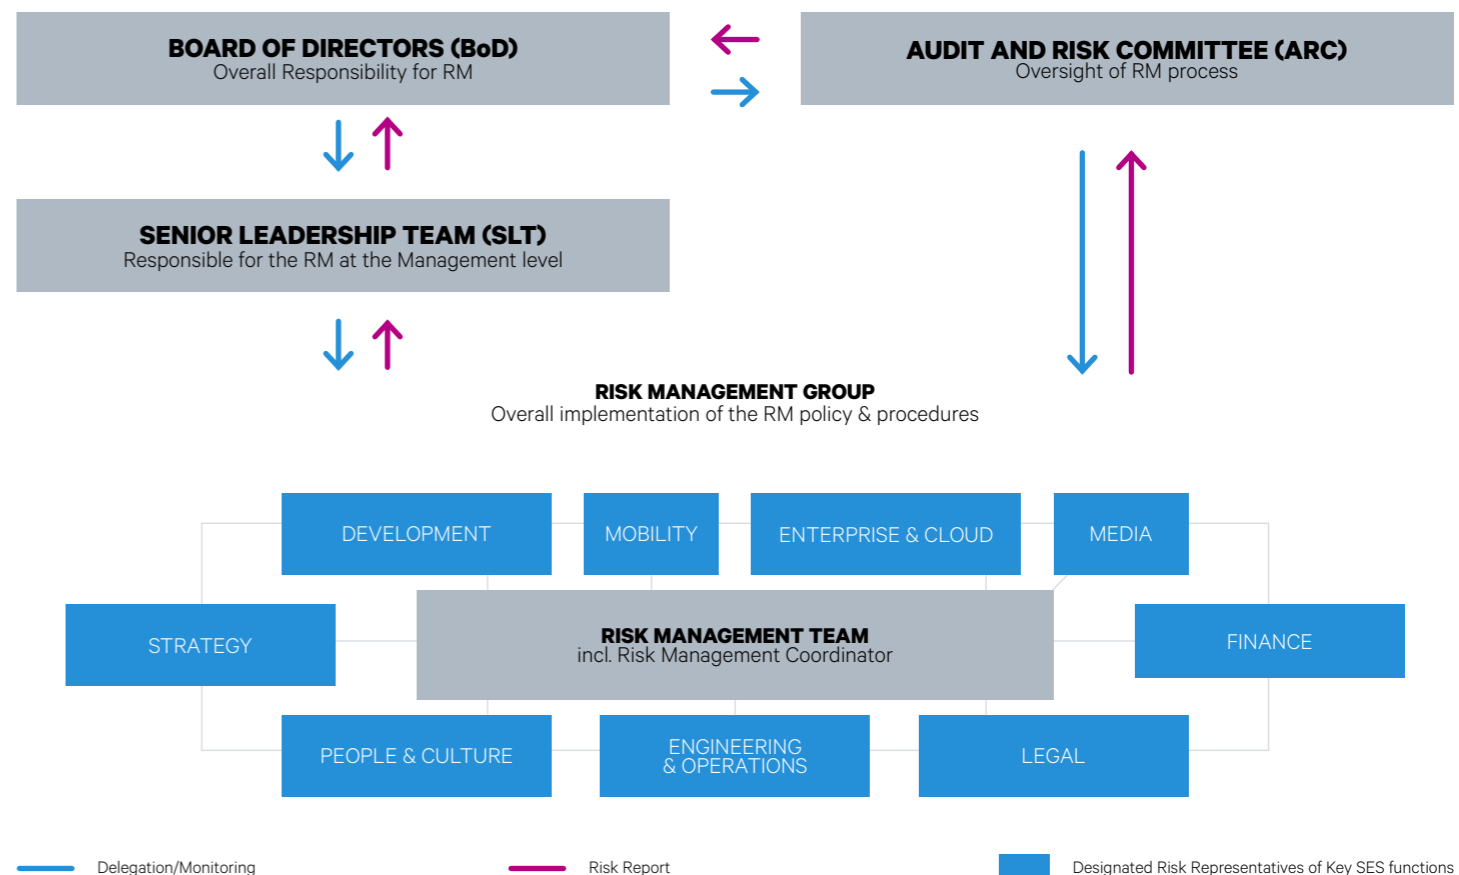 BOARD OF DIRECTORS (BoD)
Overall Responsibility for RM
AUDIT AND RISK COMMITTEE (ARC)
Oversight of RM process
SENIOR LEADERSHIP TEAM (SLT)
Responsible for the RM at the Management level
RISK MANAGEMENT GROUP
Overall implementation of the RM policy & procedures
DEVELOPMENT
MOBILITY
ENTERPRISE & CLOUD
MEDIA
STRATEGY
RISK MANAGEMENT TEAM
incl. Risk Management Coordinator
FINANCE
PEOPLE & CULTURE
ENGINEERING
& OPERATIONS
LEGAL
Delegation/Monitoring
Risk Report
Designated Risk Representatives of Key SES functions